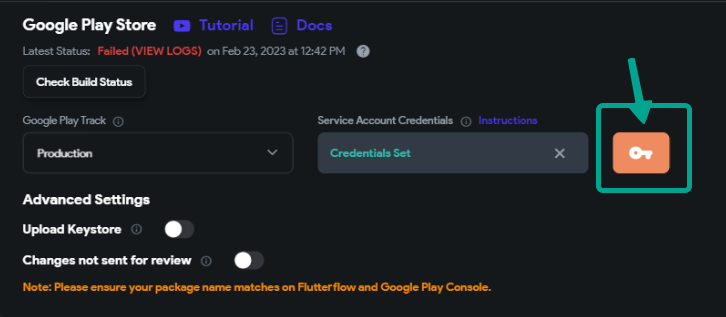 Google Play Store Tutorial Docs
Latest Status: Failed (VIEW LOGS) on Feb 23, 2023 at 12:42 PM ?
Check Build Status
Google Play Track Service Account Credentials Instructions
Production Credentials Set
Advanced Settings
Upload Keystore
Changes not sent for review
Note: Please ensure your package name matches on Flutterflow and Google Play Console.